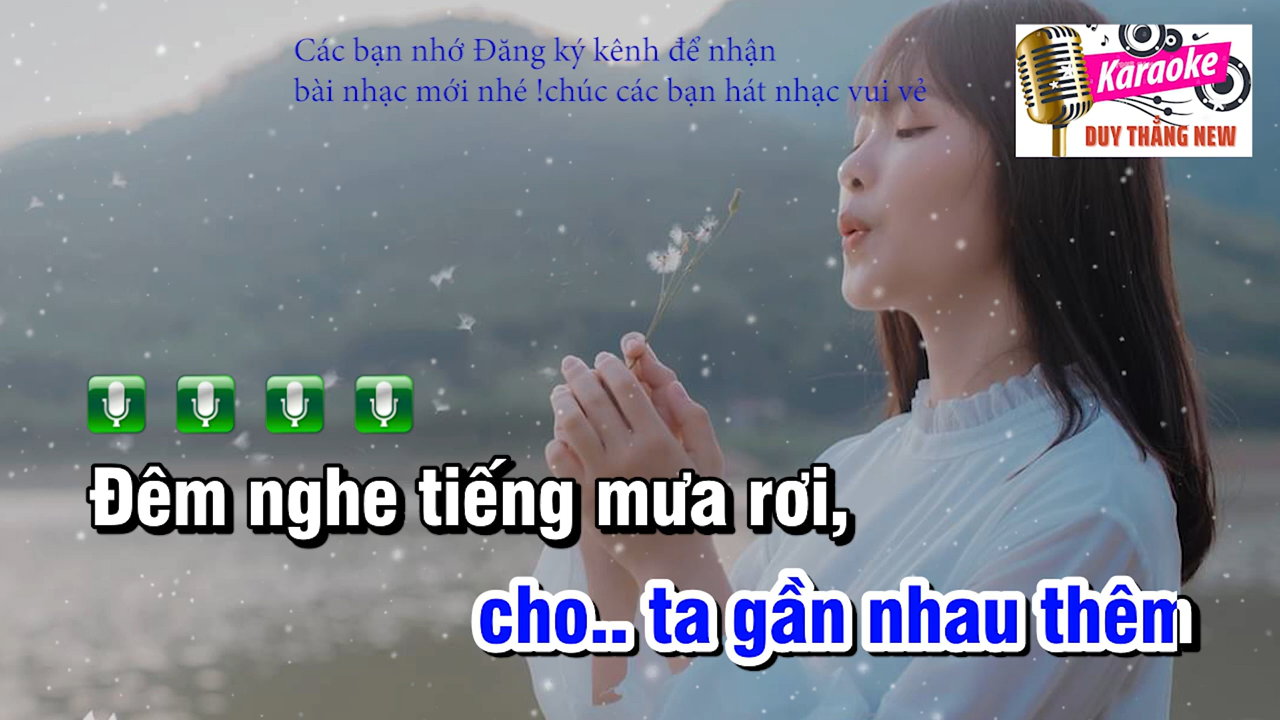 Các bạn nhớ Đăng ký kênh để nhận
bài nhạc mới nhé !chúc các bạn hát nhạc vui vẻ
Karaoke
DUY THẮNG NEW
Đêm nghe tiếng mưa rơi,
cho.. ta gần nhau thêm